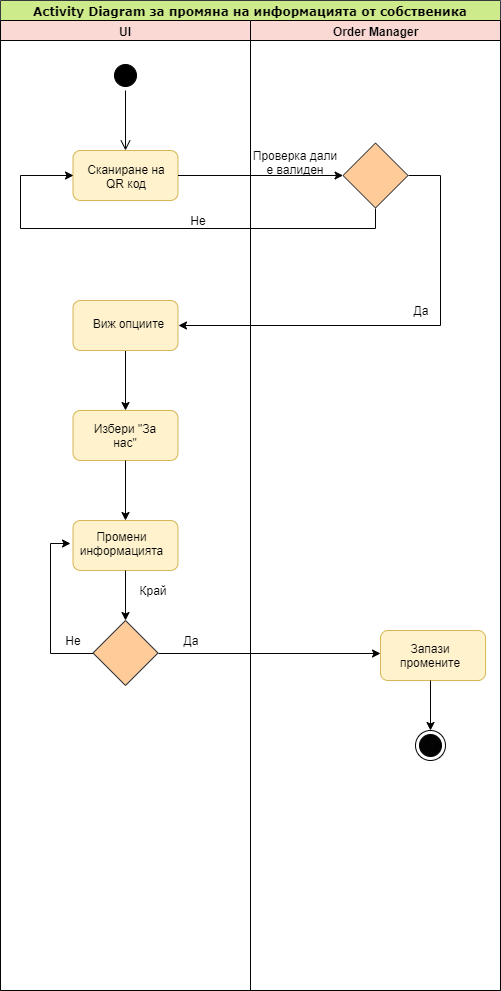 Activity Diagram за промяна на информацията от собственика
UI
Order Manager
Сканиране на
QR код
Проверка дали
е валиден
Не
Да
Виж опциите
Избери "За
нас"
Промени
информацията
Край
Не
Да
Запази
промените